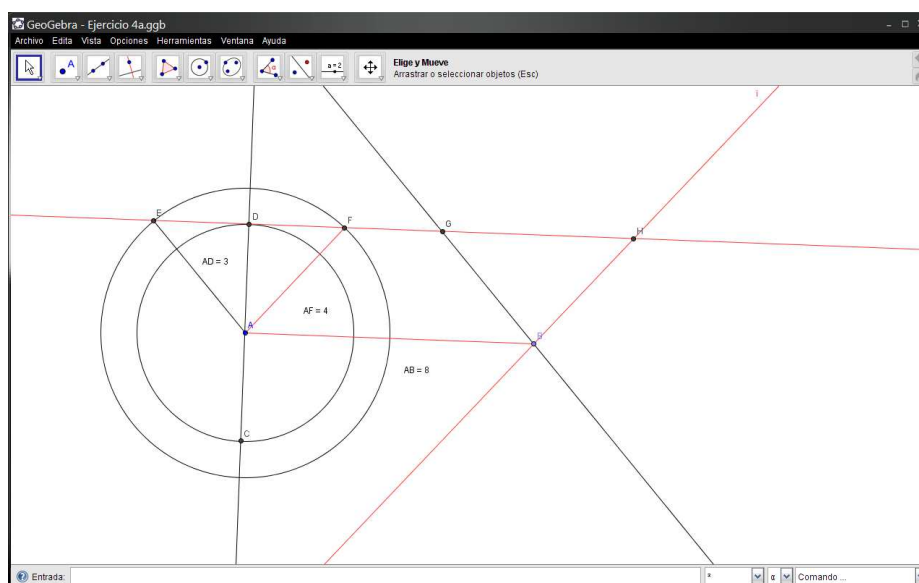 GeoGebra - Ejercicio 4a.ggb
Archivo Edita Vista Opciones Herramientas Ventana Ayuda
A
a = 2
Elige y Mueve
Arrastrar o seleccionar objetos (Esc)
i
E
D
F
G
H
AD = 3
AF = 4
A
B
AB = 8
C
Entrada:
α
Comando ...